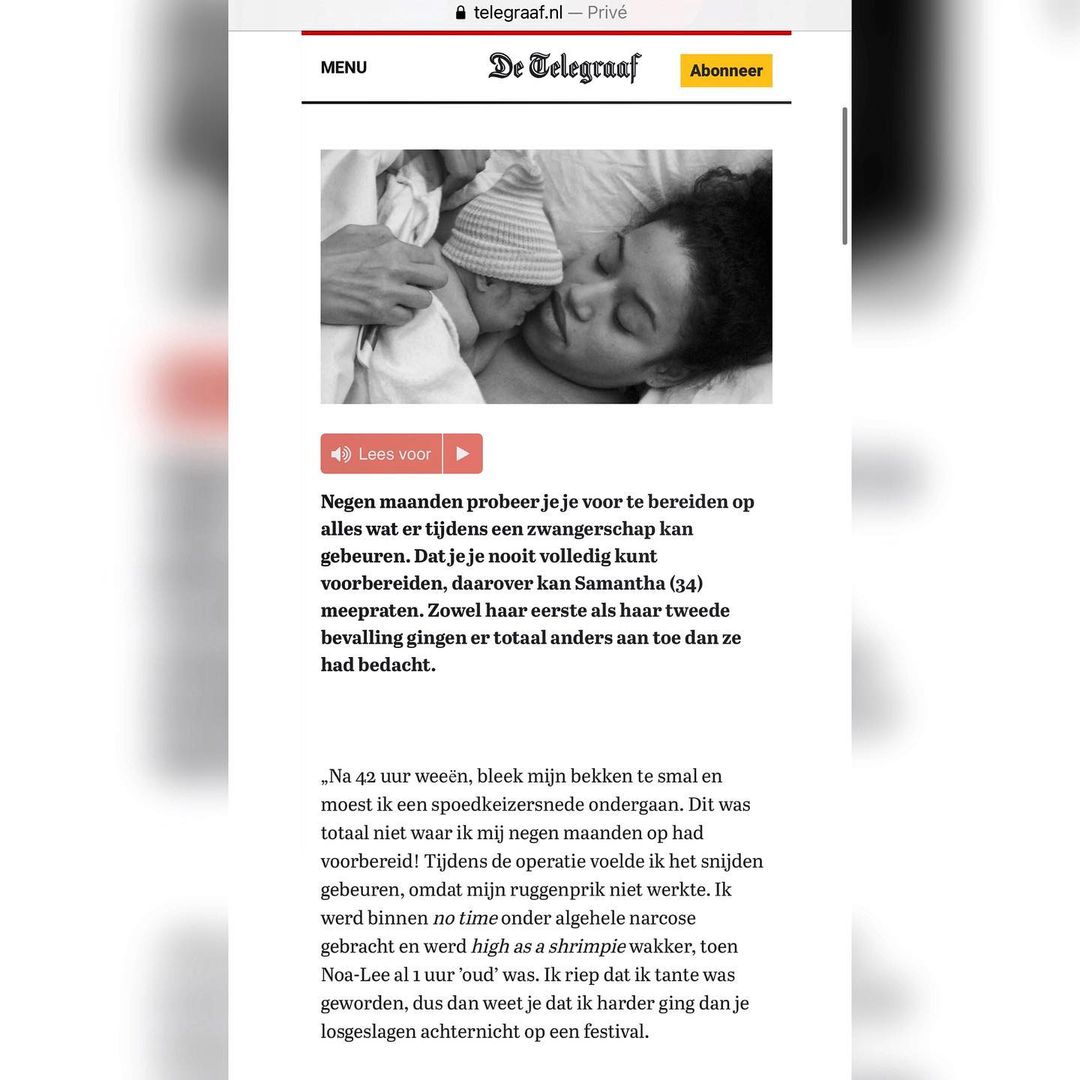 telegraaf.nl — Privé
MENU
De Telegraaf
Abonneer
Lees voor
Negen maanden probeer je je voor te bereiden op
alles wat er tijdens een zwangerschap kan
gebeuren. Dat je je nooit volledig kunt
voorbereiden, daarover kan Samantha (34)
meepraten. Zowel haar eerste als haar tweede
bevalling gingen er totaal anders aan toe dan ze
had bedacht.
„Na 42 uur weeën, bleek mijn bekken te smal en
moest ik een spoedkeizersnede ondergaan. Dit was
totaal niet waar ik mij negen maanden op had
voorbereid! Tijdens de operatie voelde ik het snijden
gebeuren, omdat mijn ruggenprik niet werkte. Ik
werd binnen no time onder algehele narcose
gebracht en werd high as a shrimpie wakker, toen
Noa-Lee al 1 uur ’oud’ was. Ik riep dat ik tante was
geworden, dus dan weet je dat ik harder ging dan je
losgeslagen achternicht op een festival.